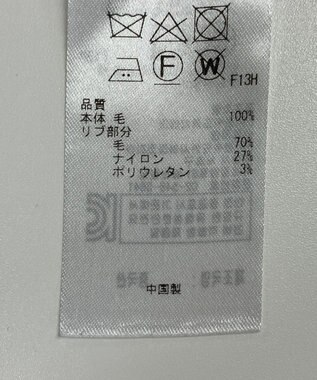 F W F13H
品質
本体 毛 100%
リブ部分
毛 70%
ナイロン 27%
ポリウレタン 3%
中国製